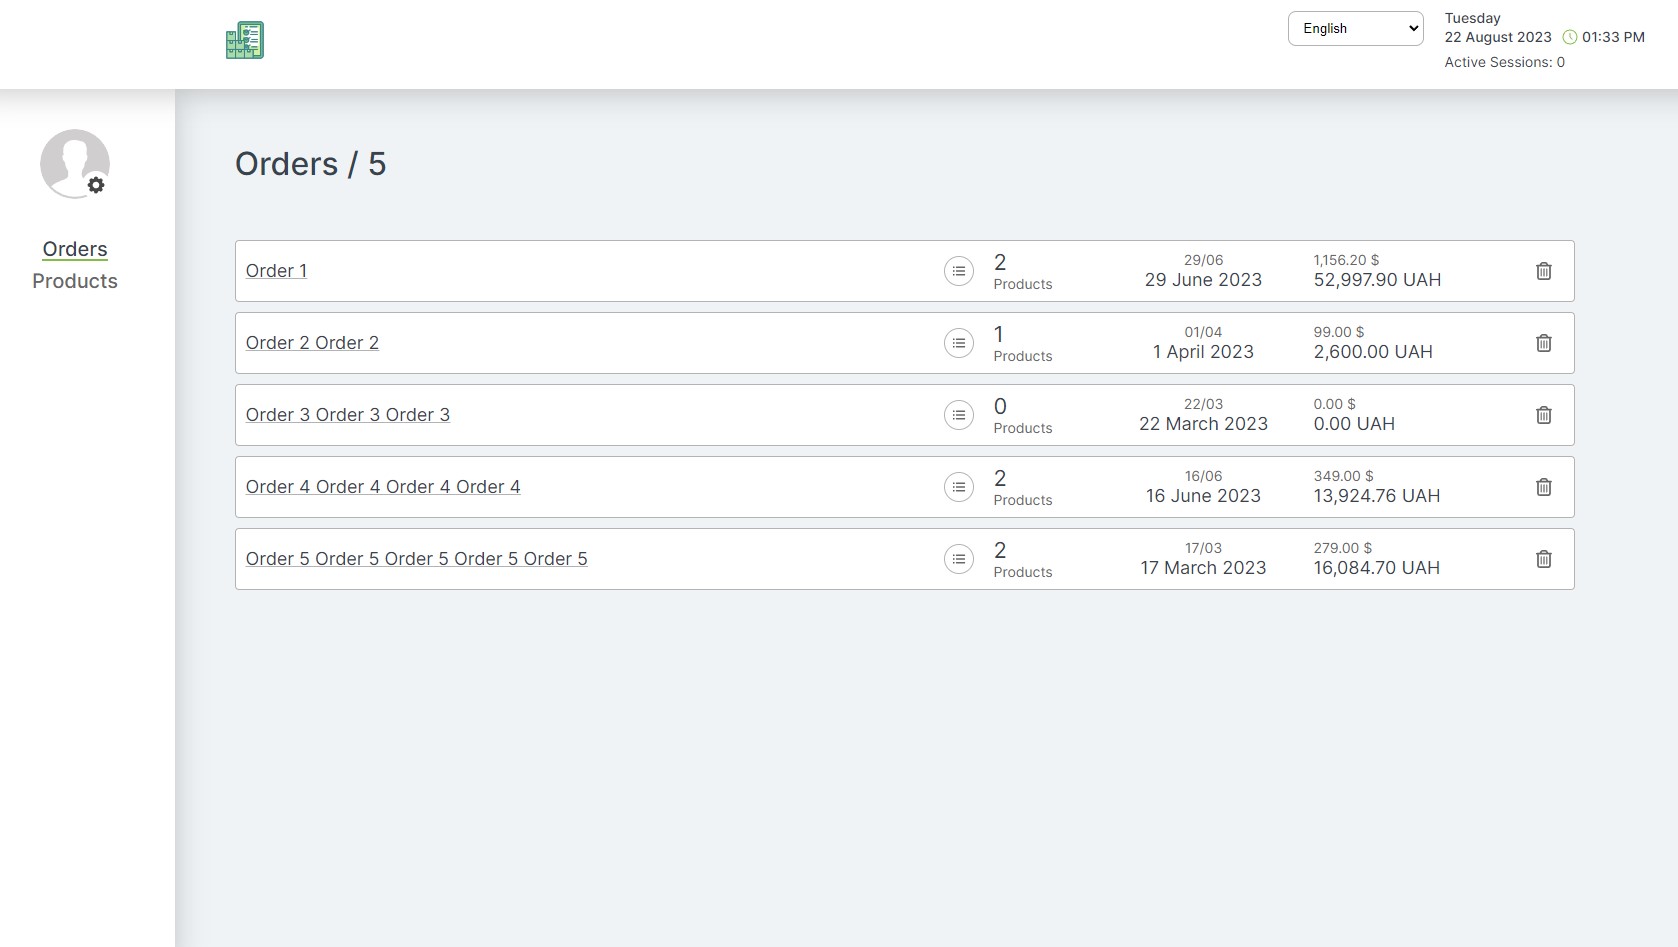 English
Tuesday
22 August 2023 01:33 PM
Active Sessions: 0
Orders
Products
Orders / 5
Order 1
2
Products
29/06
29 June 2023
1,156.20 $
52,997.90 UAH
Order 2 Order 2
1
Products
01/04
1 April 2023
99.00 $
2,600.00 UAH
Order 3 Order 3 Order 3
0
Products
22/03
22 March 2023
0.00 $
0.00 UAH
Order 4 Order 4 Order 4 Order 4
2
Products
16/06
16 June 2023
349.00 $
13,924.76 UAH
Order 5 Order 5 Order 5 Order 5 Order 5
2
Products
17/03
17 March 2023
279.00 $
16,084.70 UAH